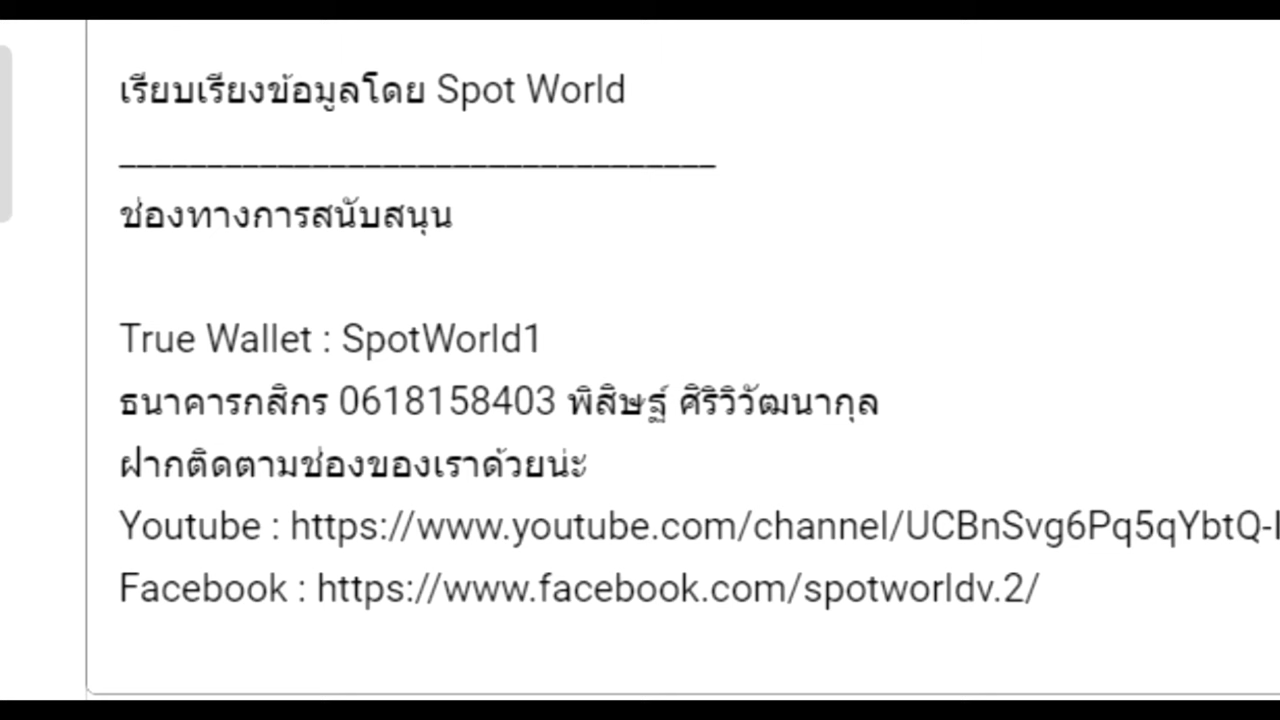 เรียบเรียงข้อมูลโดย Spot World
__________________________________
ช่องทางการสนับสนุน
True Wallet : SpotWorld1
ธนาคารกสิกร 0618158403 พิสิษฐ์ ศิริวิวัฒนากุล
ฝากติดตามช่องของเราด้วยน่ะ
Youtube : https://www.youtube.com/channel/UCBnSvg6Pq5qYbtQ-
Facebook : https://www.facebook.com/spotworldv.2/